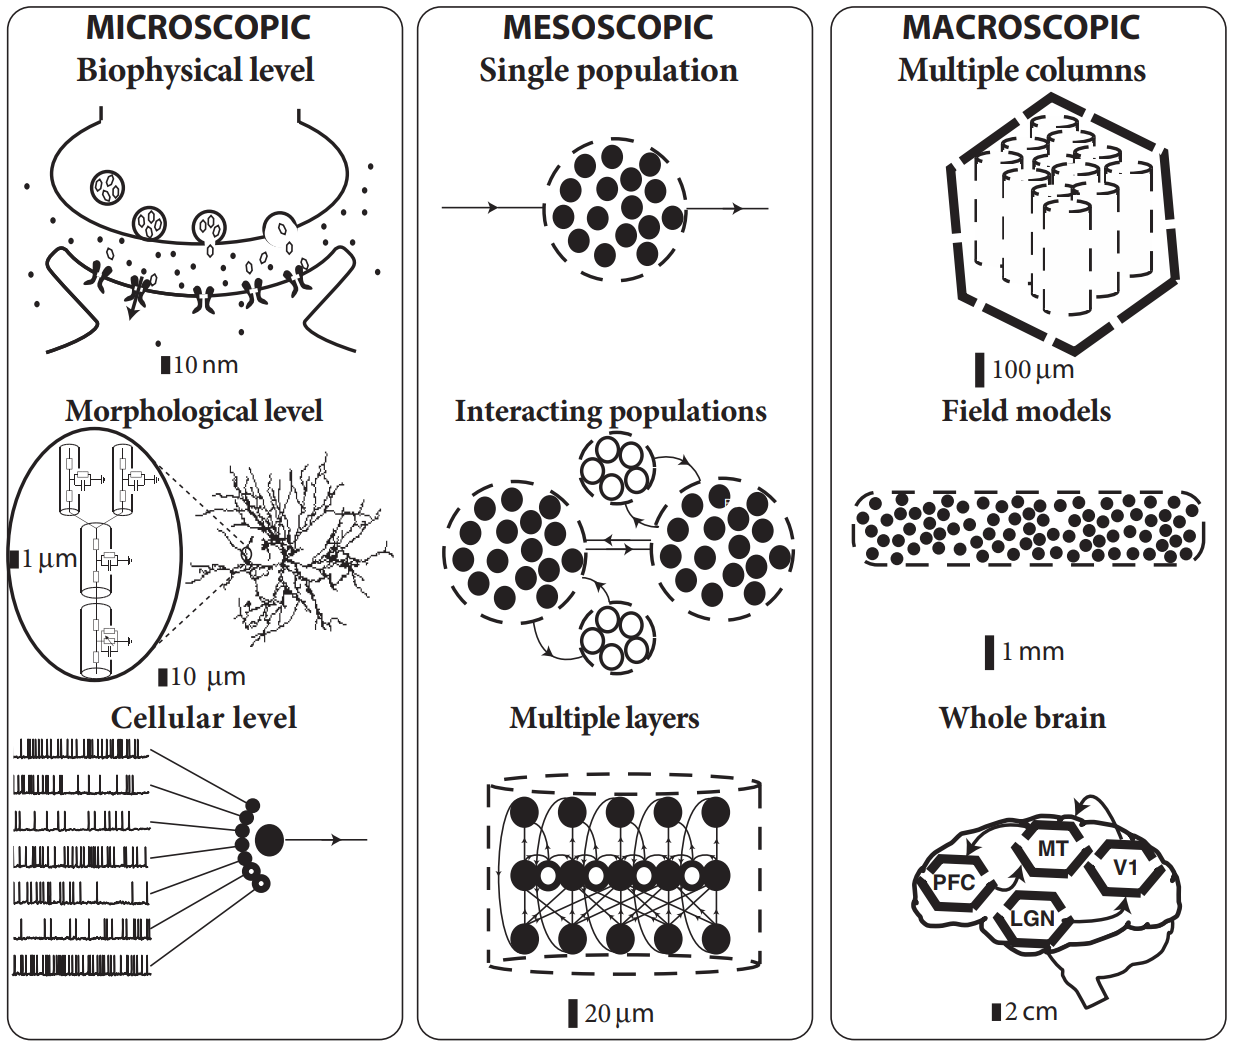 MICROSCOPIC
Biophysical level
10 nm
Morphological level
1 μm
10 μm
Cellular level
MESOSCOPIC
Single population
Interacting populations
Multiple layers
20 μm
MACROSCOPIC
Multiple columns
100 μm
Field models
1 mm
Whole brain
MT
V1
PFC
LGN
2 cm